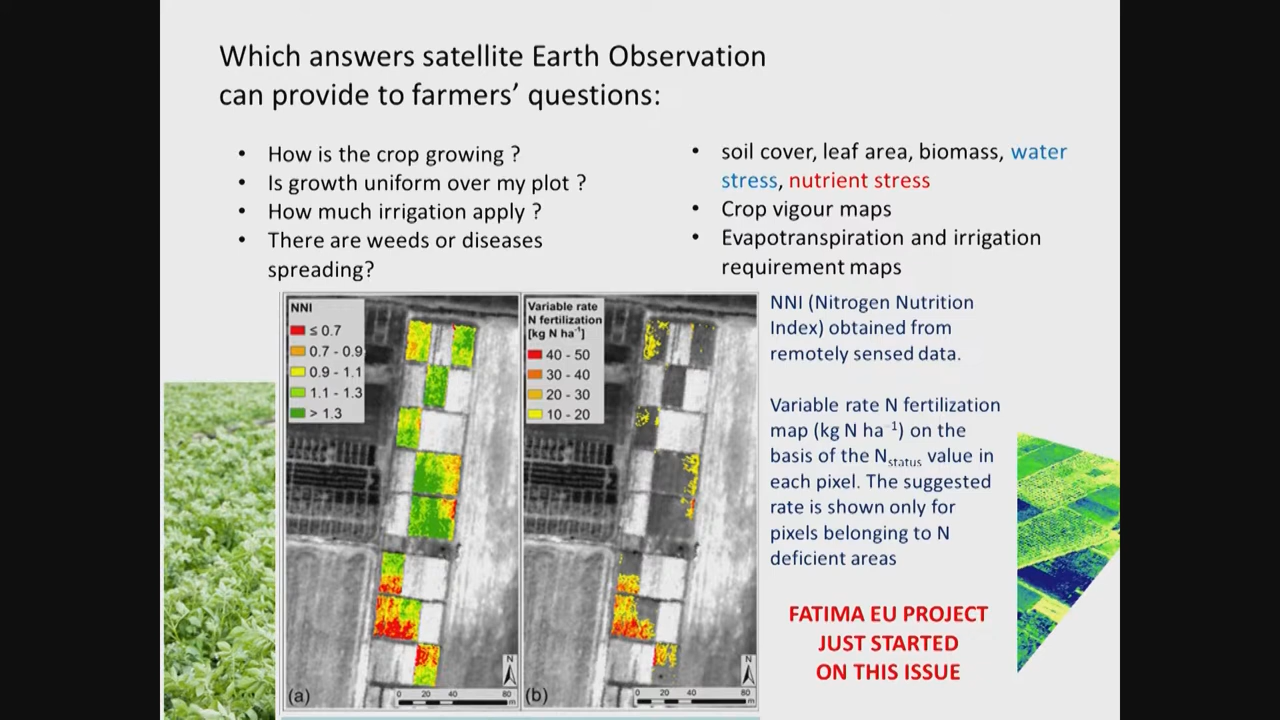 Which answers satellite Earth Observation
can provide to farmers' questions:
• How is the crop growing ?
• Is growth uniform over my plot ?
• How much irrigation apply ?
• There are weeds or diseases
spreading?
• soil cover, leaf area, biomass, water
stress, nutrient stress
• Crop vigour maps
• Evapotranspiration and irrigation
requirement maps
NNI
≤ 0.7
0.7 - 0.9
0.9 - 1.1
1.1 - 1.3
> 1.3
(a)
N
0 20 40 80
m
Variable rate
N fertilization
[kg N ha⁻¹]
40 - 50
30 - 40
20 - 30
10 - 20
(b)
N
0 20 40 80
m
NNI (Nitrogen Nutrition
Index) obtained from
remotely sensed data.
Variable rate N fertilization
map (kg N ha ⁻¹) on the
basis of the Nstatus value in
each pixel. The suggested
rate is shown only for
pixels belonging to N
deficient areas
FATIMA EU PROJECT
JUST STARTED
ON THIS ISSUE